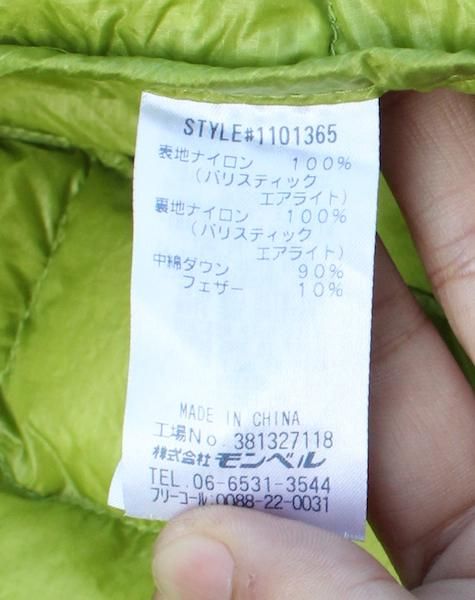 STYLE#1101365
表地ナイロン 100%
(バリスティック
エアライト)
裏地ナイロン 100%
(バリスティック
エアライト)
中綿ダウン 90%
フェザー 10%
MADE IN CHINA
工場No. 381327118
株式会社 モンベル
TEL. 06-6531-3544
フリーコール:0088-22-0031